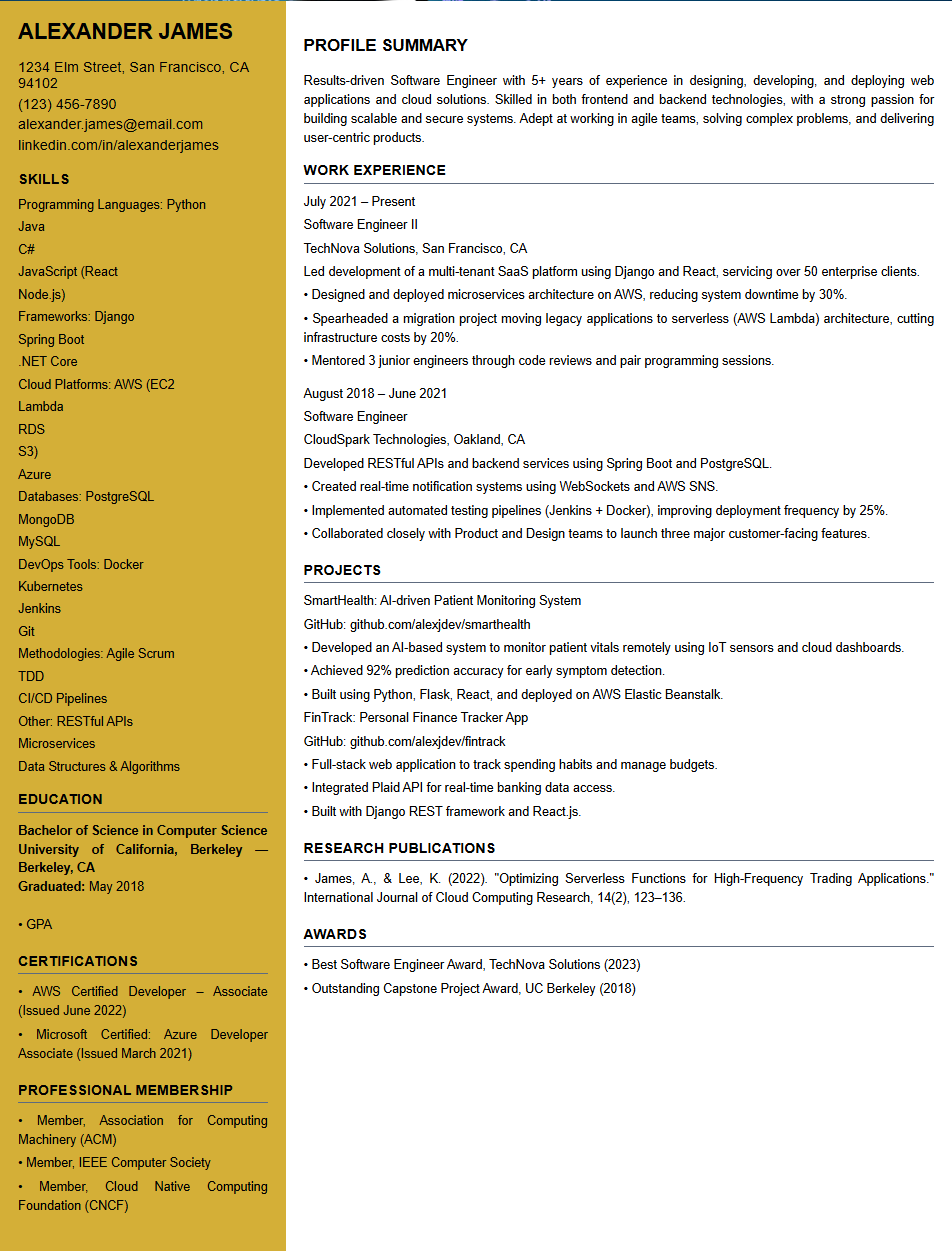 ALEXANDER JAMES
1234 Elm Street, San Francisco, CA
94102
(123) 456-7890
alexander.james@email.com
linkedin.com/in/alexanderjames
SKILLS
Programming Languages: Python
Java
C#
JavaScript (React
Node.js)
Frameworks: Django
Spring Boot
.NET Core
Cloud Platforms: AWS (EC2
Lambda
RDS
S3)
Azure
Databases: PostgreSQL
MongoDB
MySQL
DevOps Tools: Docker
Kubernetes
Jenkins
Git
Methodologies: Agile Scrum
TDD
CI/CD Pipelines
Other: RESTful APIs
Microservices
Data Structures & Algorithms
EDUCATION
Bachelor of Science in Computer Science
University of California, Berkeley —
Berkeley, CA
Graduated: May 2018
• GPA
CERTIFICATIONS
• AWS Certified Developer – Associate
(Issued June 2022)
• Microsoft Certified: Azure Developer
Associate (Issued March 2021)
PROFESSIONAL MEMBERSHIP
• Member, Association for Computing
Machinery (ACM)
• Member, IEEE Computer Society
• Member, Cloud Native Computing
Foundation (CNCF)
PROFILE SUMMARY
Results-driven Software Engineer with 5+ years of experience in designing, developing, and deploying web
applications and cloud solutions. Skilled in both frontend and backend technologies, with a strong passion for
building scalable and secure systems. Adept at working in agile teams, solving complex problems, and delivering
user-centric products.
WORK EXPERIENCE
July 2021 – Present
Software Engineer II
TechNova Solutions, San Francisco, CA
Led development of a multi-tenant SaaS platform using Django and React, servicing over 50 enterprise clients.
• Designed and deployed microservices architecture on AWS, reducing system downtime by 30%.
• Spearheaded a migration project moving legacy applications to serverless (AWS Lambda) architecture, cutting
infrastructure costs by 20%.
• Mentored 3 junior engineers through code reviews and pair programming sessions.
August 2018 – June 2021
Software Engineer
CloudSpark Technologies, Oakland, CA
Developed RESTful APIs and backend services using Spring Boot and PostgreSQL.
• Created real-time notification systems using WebSockets and AWS SNS.
• Implemented automated testing pipelines (Jenkins + Docker), improving deployment frequency by 25%.
• Collaborated closely with Product and Design teams to launch three major customer-facing features.
PROJECTS
SmartHealth: AI-driven Patient Monitoring System
GitHub: github.com/alexjdev/smarthealth
• Developed an AI-based system to monitor patient vitals remotely using IoT sensors and cloud dashboards.
• Achieved 92% prediction accuracy for early symptom detection.
• Built using Python, Flask, React, and deployed on AWS Elastic Beanstalk.
FinTrack: Personal Finance Tracker App
GitHub: github.com/alexjdev/fintrack
• Full-stack web application to track spending habits and manage budgets.
• Integrated Plaid API for real-time banking data access.
• Built with Django REST framework and React.js.
RESEARCH PUBLICATIONS
• James, A., & Lee, K. (2022). "Optimizing Serverless Functions for High-Frequency Trading Applications."
International Journal of Cloud Computing Research, 14(2), 123–136.
AWARDS
• Best Software Engineer Award, TechNova Solutions (2023)
• Outstanding Capstone Project Award, UC Berkeley (2018)